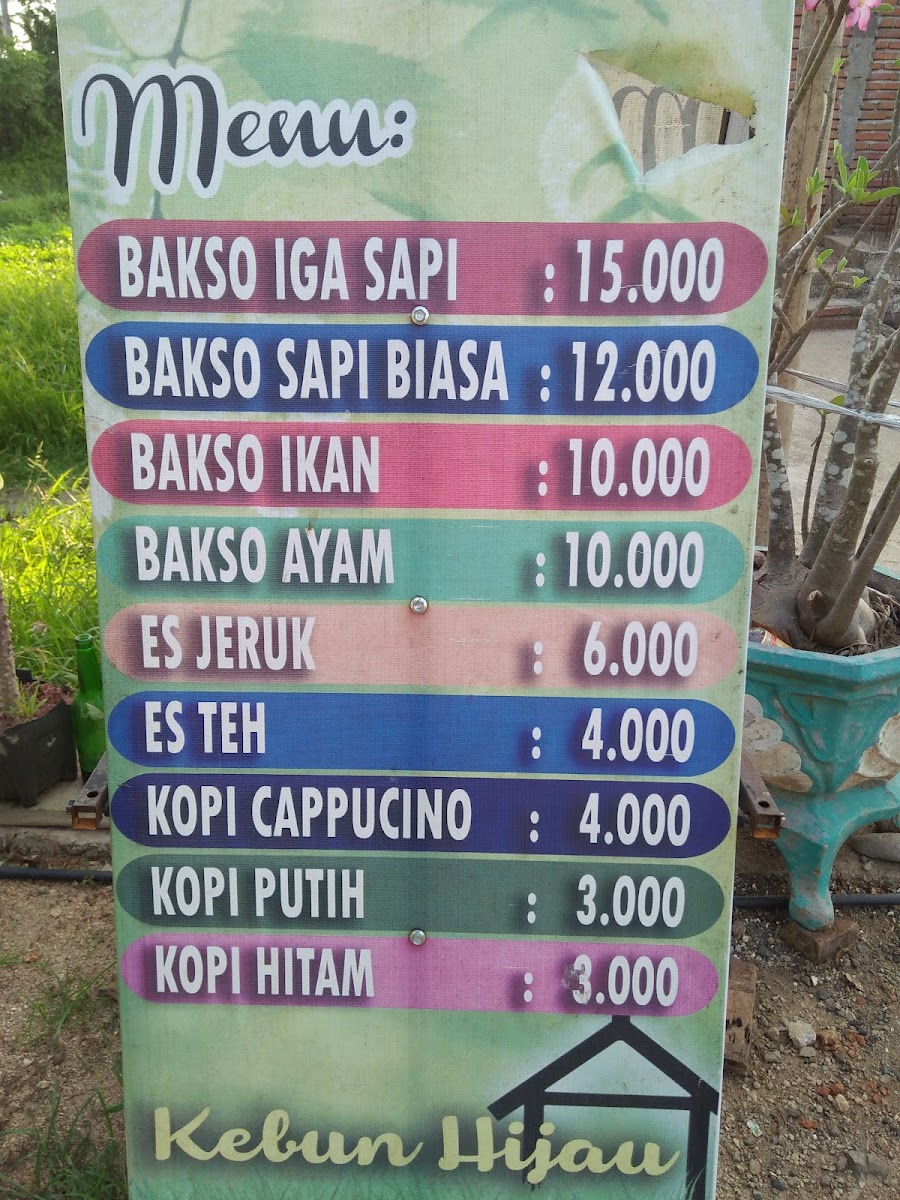 Menu:
BAKSO IGA SAPI : 15.000
BAKSO SAPI BIASA : 12.000
BAKSO IKAN : 10.000
BAKSO AYAM : 10.000
ES JERUK : 6.000
ES TEH : 4.000
KOPI CAPPUCINO : 4.000
KOPI PUTIH : 3.000
KOPI HITAM : 3.000
Kebun Hijau